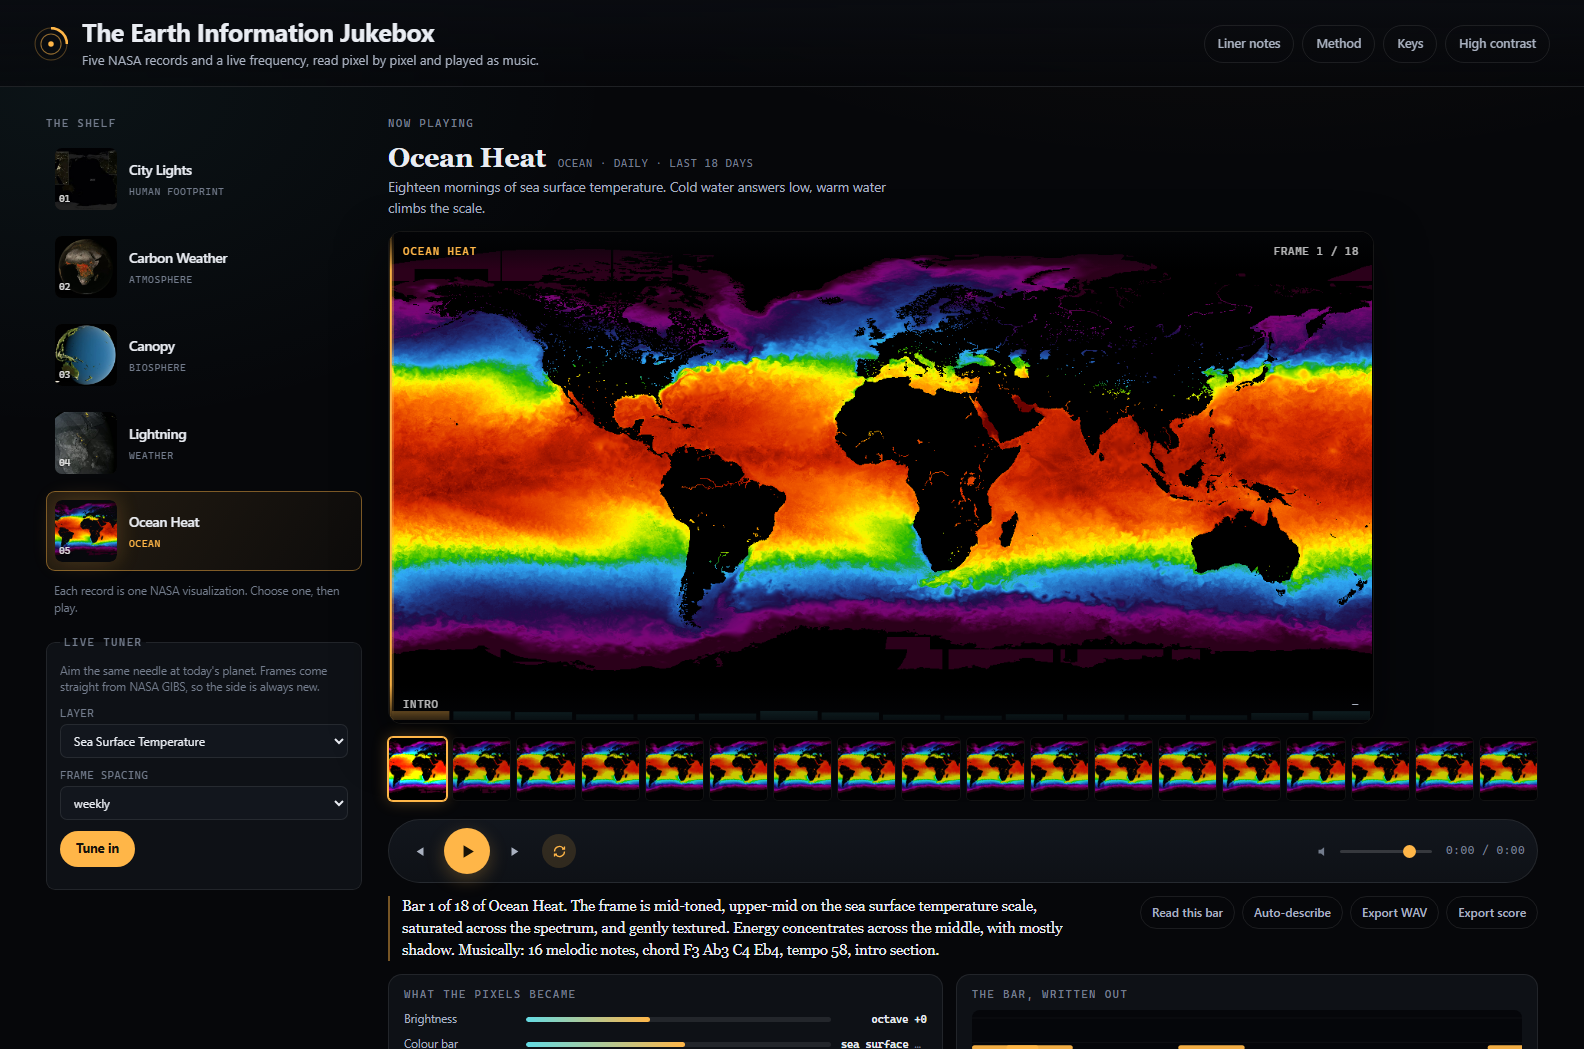 The Earth Information Jukebox
Five NASA records and a live frequency, read pixel by pixel and played as music.
Liner notes
Method
Keys
High contrast
THE SHELF
01
City Lights
HUMAN FOOTPRINT
02
Carbon Weather
ATMOSPHERE
03
Canopy
BIOSPHERE
04
Lightning
WEATHER
05
Ocean Heat
OCEAN
Each record is one NASA visualization. Choose one, then
play.
LIVE TUNER
Aim the same needle at today's planet. Frames come
straight from NASA GIBS, so the side is always new.
LAYER
Sea Surface Temperature
FRAME SPACING
weekly
Tune in
NOW PLAYING
Ocean Heat OCEAN · DAILY · LAST 18 DAYS
Eighteen mornings of sea surface temperature. Cold water answers low, warm water
climbs the scale.
OCEAN HEAT
FRAME 1 / 18
INTRO
—
0:00 / 0:00
Bar 1 of 18 of Ocean Heat. The frame is mid-toned, upper-mid on the sea surface temperature scale,
saturated across the spectrum, and gently textured. Energy concentrates across the middle, with mostly
shadow. Musically: 16 melodic notes, chord F3 Ab3 C4 Eb4, tempo 58, intro section.
Read this bar
Auto-describe
Export WAV
Export score
WHAT THE PIXELS BECAME
Brightness
octave +0
Colour bar
sea surface …
THE BAR, WRITTEN OUT